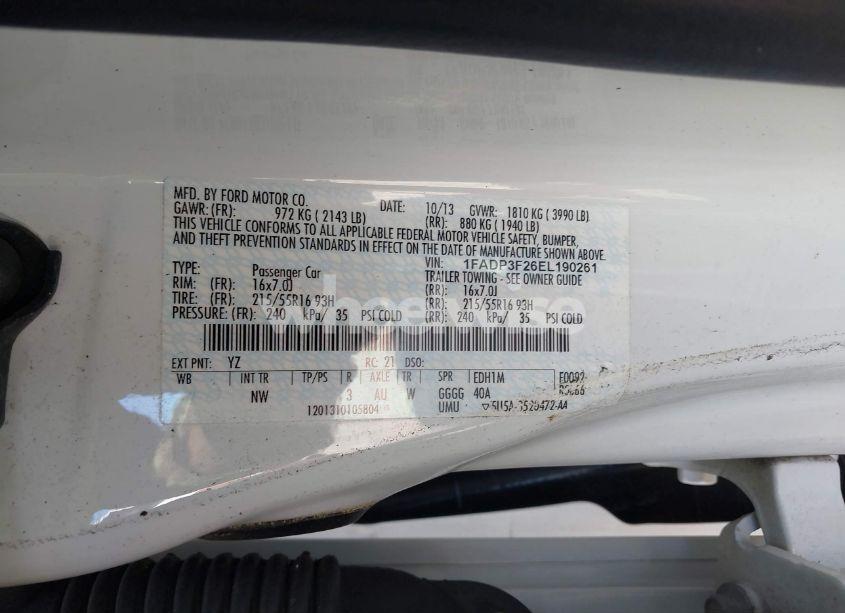 MFD. BY FORD MOTOR CO.
DATE: 10/13 GVWR: 1810 KG ( 3990 LB)
GAWR: (FR): 972 KG ( 2143 LB) (RR): 880 KG ( 1940 LB)
THIS VEHICLE CONFORMS TO ALL APPLICABLE FEDERAL MOTOR VEHICLE SAFETY, BUMPER,
AND THEFT PREVENTION STANDARDS IN EFFECT ON THE DATE OF MANUFACTURE SHOWN ABOVE.
VIN: 1FADP3F26EL190261
TYPE: Passenger Car TRAILER TOWING - SEE OWNER GUIDE
RIM: (FR): 16x7.0J (RR): 16x7.0J
TIRE: (FR): 215/55R16 93H (RR): 215/55R16 93H
PRESSURE: (FR): 240 kPa/ 35 PSI COLD (RR): 240 kPa/ 35 PSI COLD
EXT PNT: YZ RC: 21 DSO:
WB INT TR TP/PS R AXLE TR SPR EDH1M
NW 3 AU W GGGG 40A
1201310105804 UMU